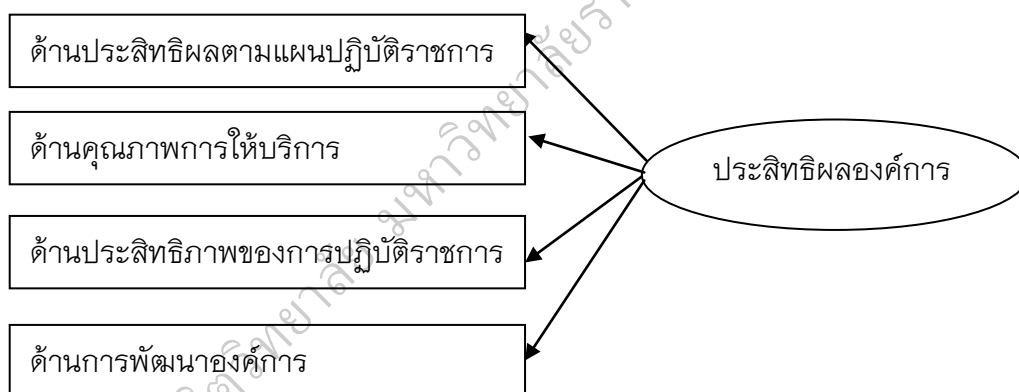 ด้านประสิทธิผลตามแผนปฏิบัติราชการ
ด้านคุณภาพการให้บริการ
ประสิทธิผลองค์การ
ด้านประสิทธิภาพของการปฏิบัติราชการ
ด้านการพัฒนาองค์การ